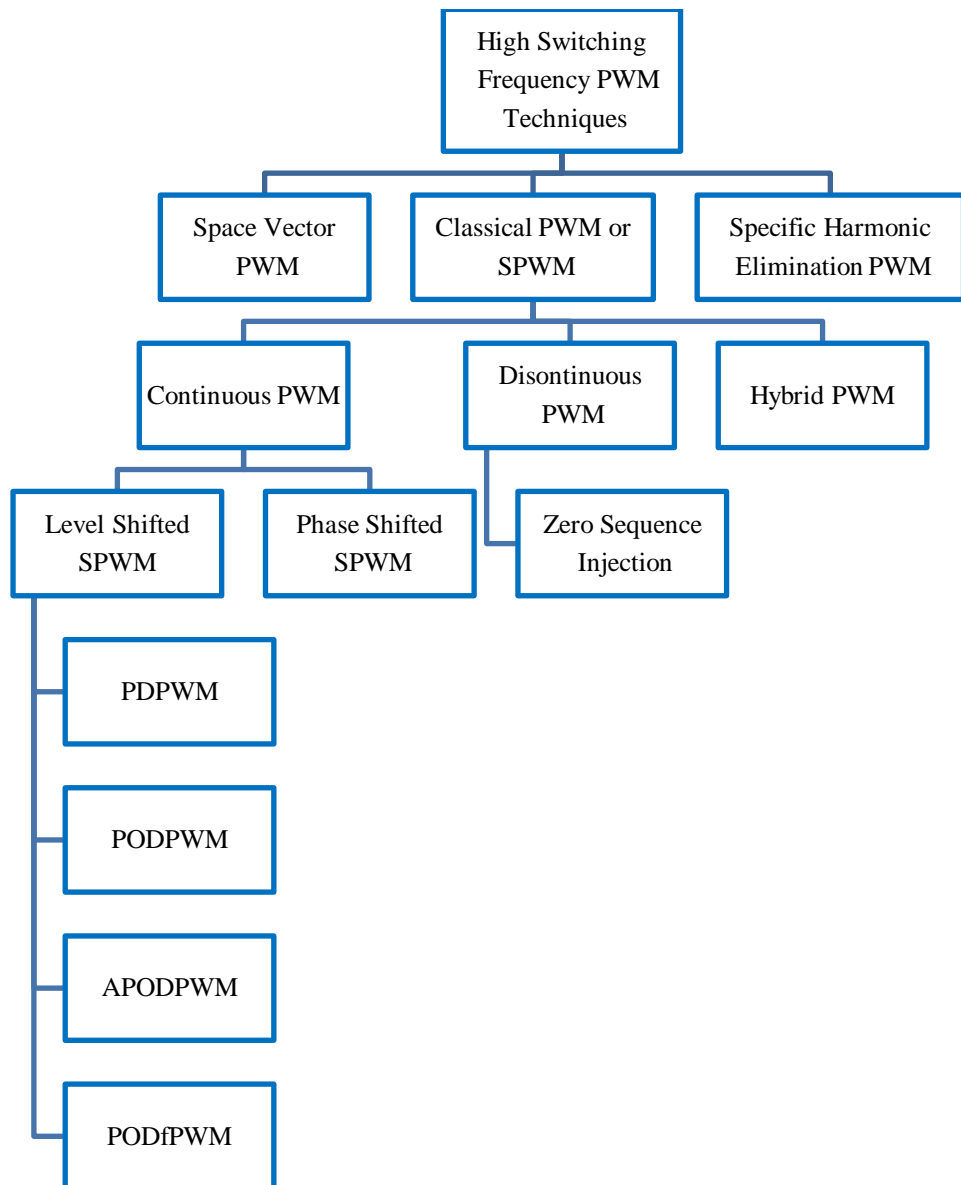 High Switching
Frequency PWM
Techniques
Space Vector
PWM
Classical PWM or
SPWM
Specific Harmonic
Elimination PWM
Continuous PWM
Disontinuous
PWM
Hybrid PWM
Level Shifted
SPWM
Phase Shifted
SPWM
Zero Sequence
Injection
PDPWM
PODPWM
APODPWM
PODfPWM